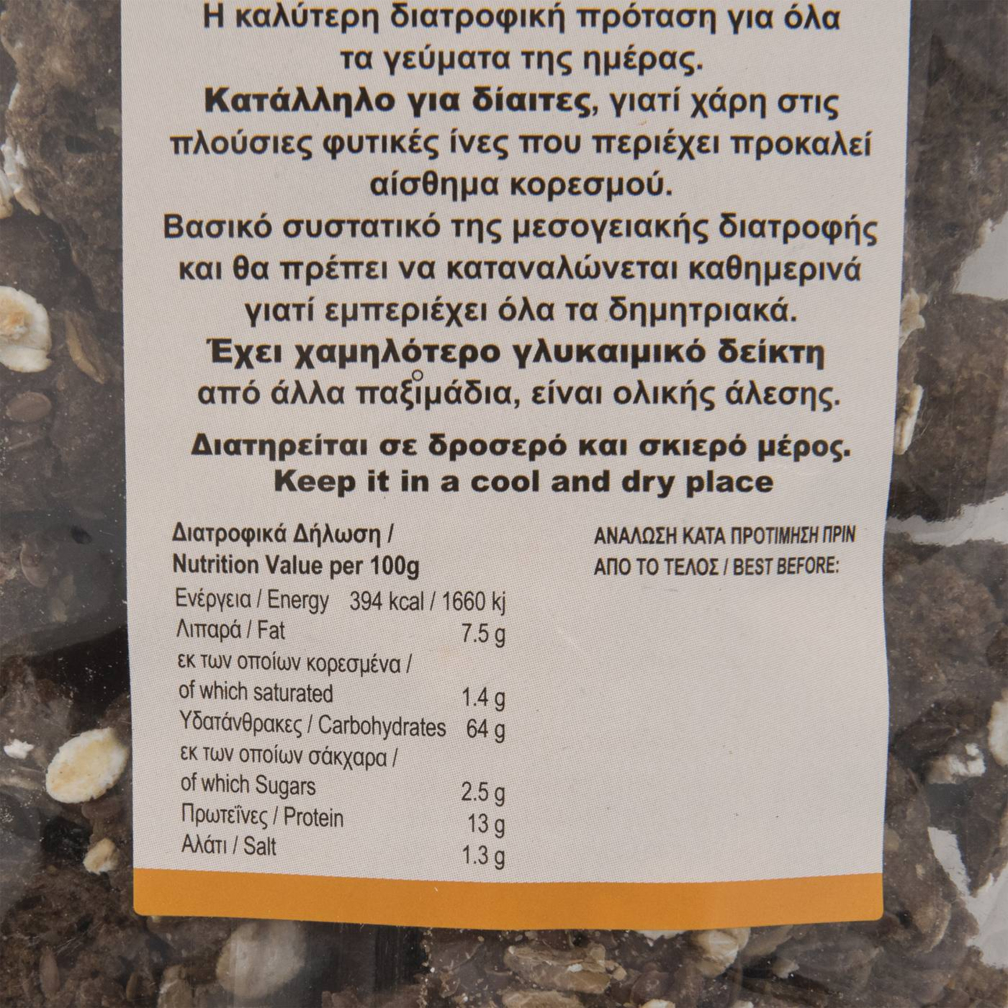 Η καλύτερη διατροφική πρόταση για όλα
τα γεύματα της ημέρας.
Κατάλληλο για δίαιτες, γιατί χάρη στις
πλούσιες φυτικές ίνες που περιέχει προκαλεί
αίσθημα κορεσμού.
Βασικό συστατικό της μεσογειακής διατροφής
και θα πρέπει να καταναλώνεται καθημερινά
γιατί εμπεριέχει όλα τα δημητριακά.
Έχει χαμηλότερο γλυκαιμικό δείκτη
από άλλα παξιμάδια, είναι ολικής άλεσης.
Διατηρείται σε δροσερό και σκιερό μέρος.
Keep it in a cool and dry place
Διατροφικά Δήλωση /
Nutrition Value per 100g
Ενέργεια / Energy 394 kcal / 1660 kj
Λιπαρά / Fat 7.5 g
εκ των οποίων κορεσμένα /
of which saturated 1.4 g
Υδατάνθρακες / Carbohydrates 64 g
εκ των οποίων σάκχαρα /
of which Sugars 2.5 g
Πρωτεΐνες / Protein 13 g
Αλάτι / Salt 1.3 g
ΑΝΑΛΩΣΗ ΚΑΤΑ ΠΡΟΤΙΜΗΣΗ ΠΡΙΝ
ΑΠΟ ΤΟ ΤΕΛΟΣ / BEST BEFORE: